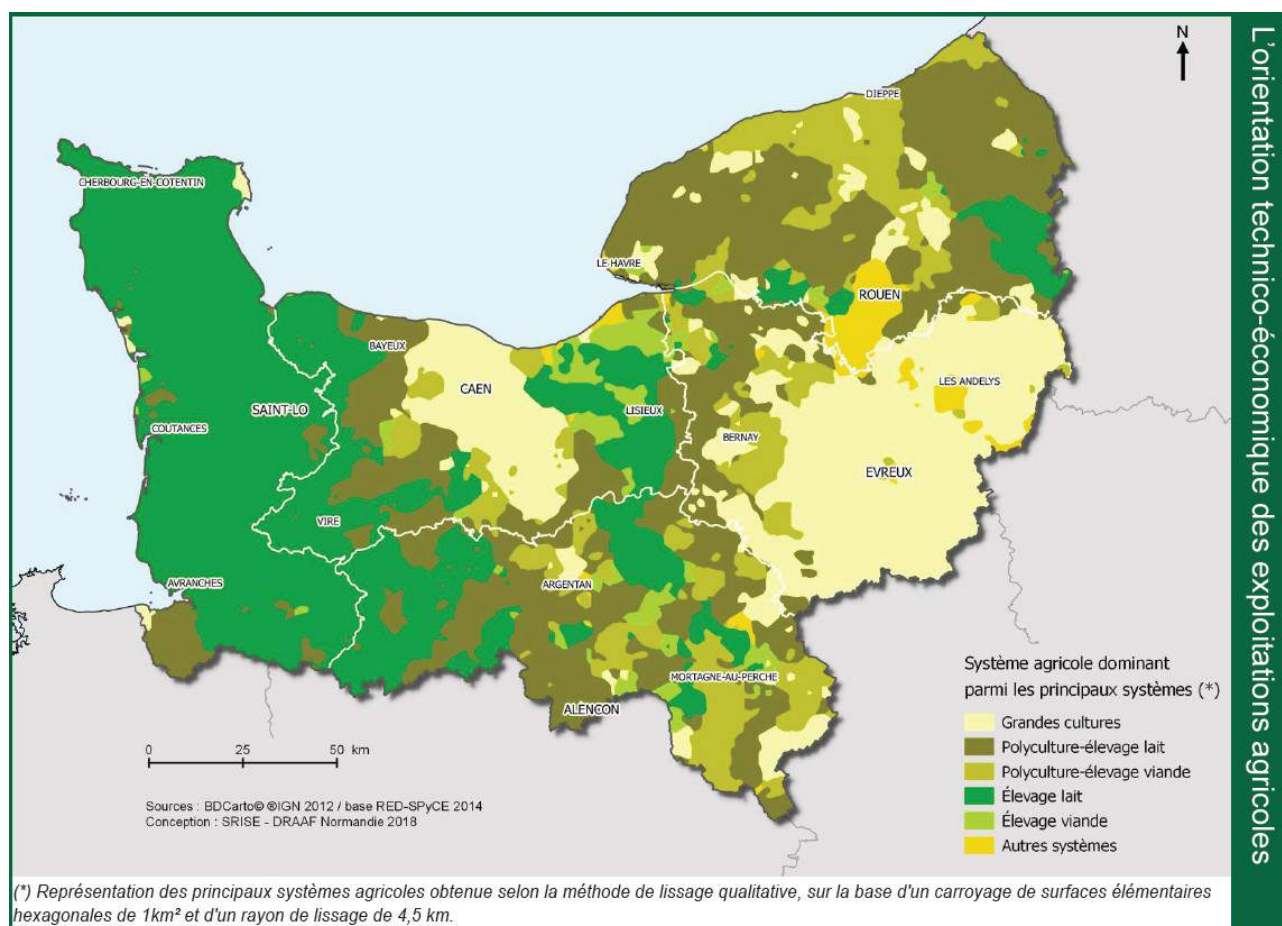 L'orientation technico-économique des exploitations agricoles
N
DIEPPE
CHERBOURG-EN-COTENTIN
LE HAVRE
ROUEN
BAYEUX
CAEN
LES ANDELYS
SAINT-LO
LISIEUX
COUTANCES
BERNAY
EVREUX
VIRE
AVRANCHES
ARGENTAN
MORTAGNE-AU-PERCHE
ALENCON
0 25 50 km
Sources : BDCarto© ®IGN 2012 / base RED-SPyCE 2014
Conception : SRISE - DRAAF Normandie 2018
Système agricole dominant
parmi les principaux systèmes (*)
Grandes cultures
Polyculture-élevage lait
Polyculture-élevage viande
Élevage lait
Élevage viande
Autres systèmes
(*) Représentation des principaux systèmes agricoles obtenue selon la méthode de lissage qualitative, sur la base d'un carroyage de surfaces élémentaires
hexagonales de 1km² et d'un rayon de lissage de 4,5 km.